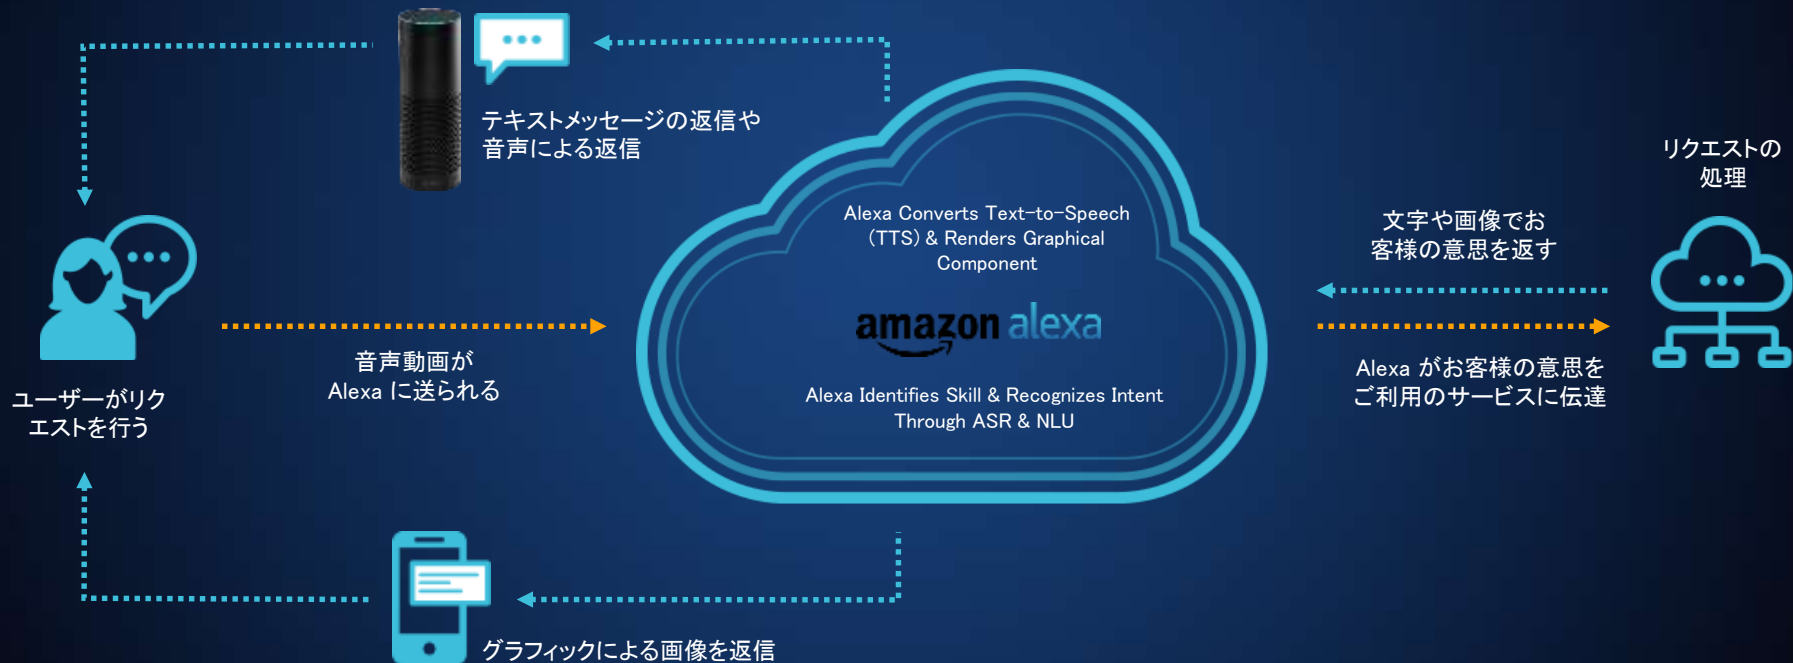 テキストメッセージの返信や
音声による返信
ユーザーがリク
エストを行う
音声動画が
Alexa に送られる
Alexa Converts Text-to-Speech
(TTS) & Renders Graphical
Component
amazon alexa
Alexa Identifies Skill & Recognizes Intent
Through ASR & NLU
文字や画像でお
客様の意思を返す
Alexa がお客様の意思を
ご利用のサービスに伝達
リクエストの
処理
グラフィックによる画像を返信